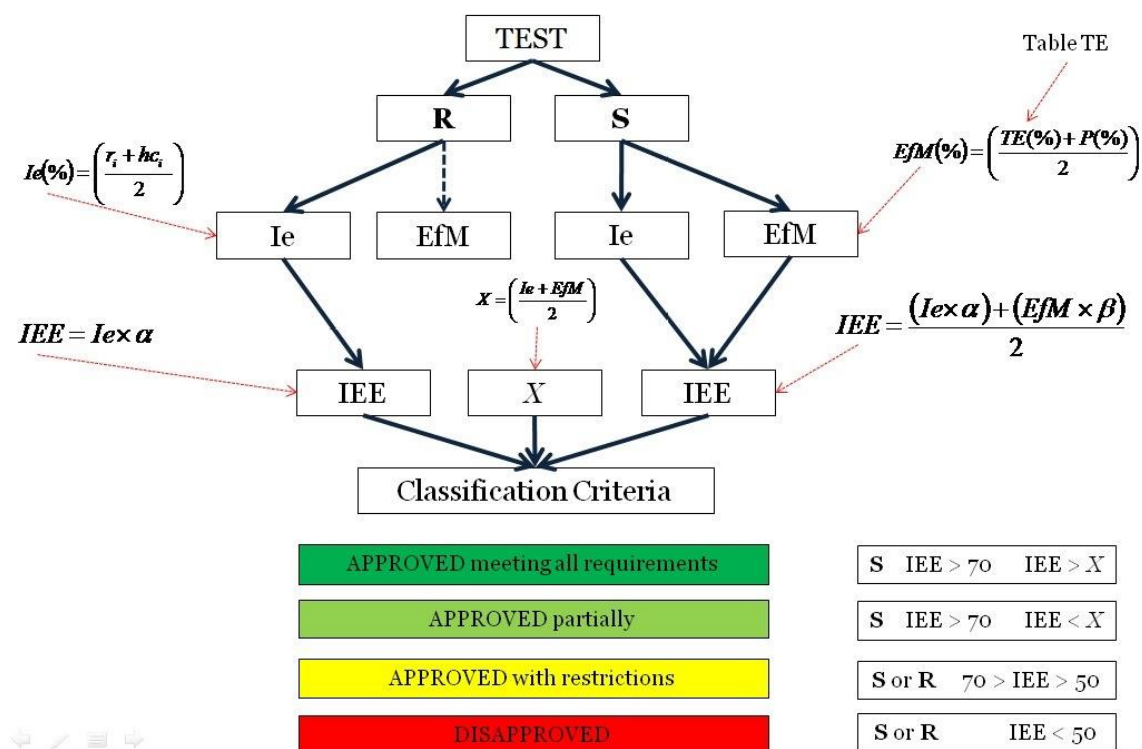 TEST
Table TE
R
S
Ie(%)=((r_i + hc_i)/2)
EfM(%)=((TE(%)+P(%))/2)
Ie
EfM
Ie
EfM
X=((Ie+EfM)/2)
IEE = Ie × α
IEE = ((Ie×α)+(EfM × β))/2
IEE
X
IEE
Classification Criteria
APPROVED meeting all requirements
S IEE > 70 IEE > X
APPROVED partially
S IEE > 70 IEE < X
APPROVED with restrictions
S or R 70 > IEE > 50
DISAPPROVED
S or R IEE < 50